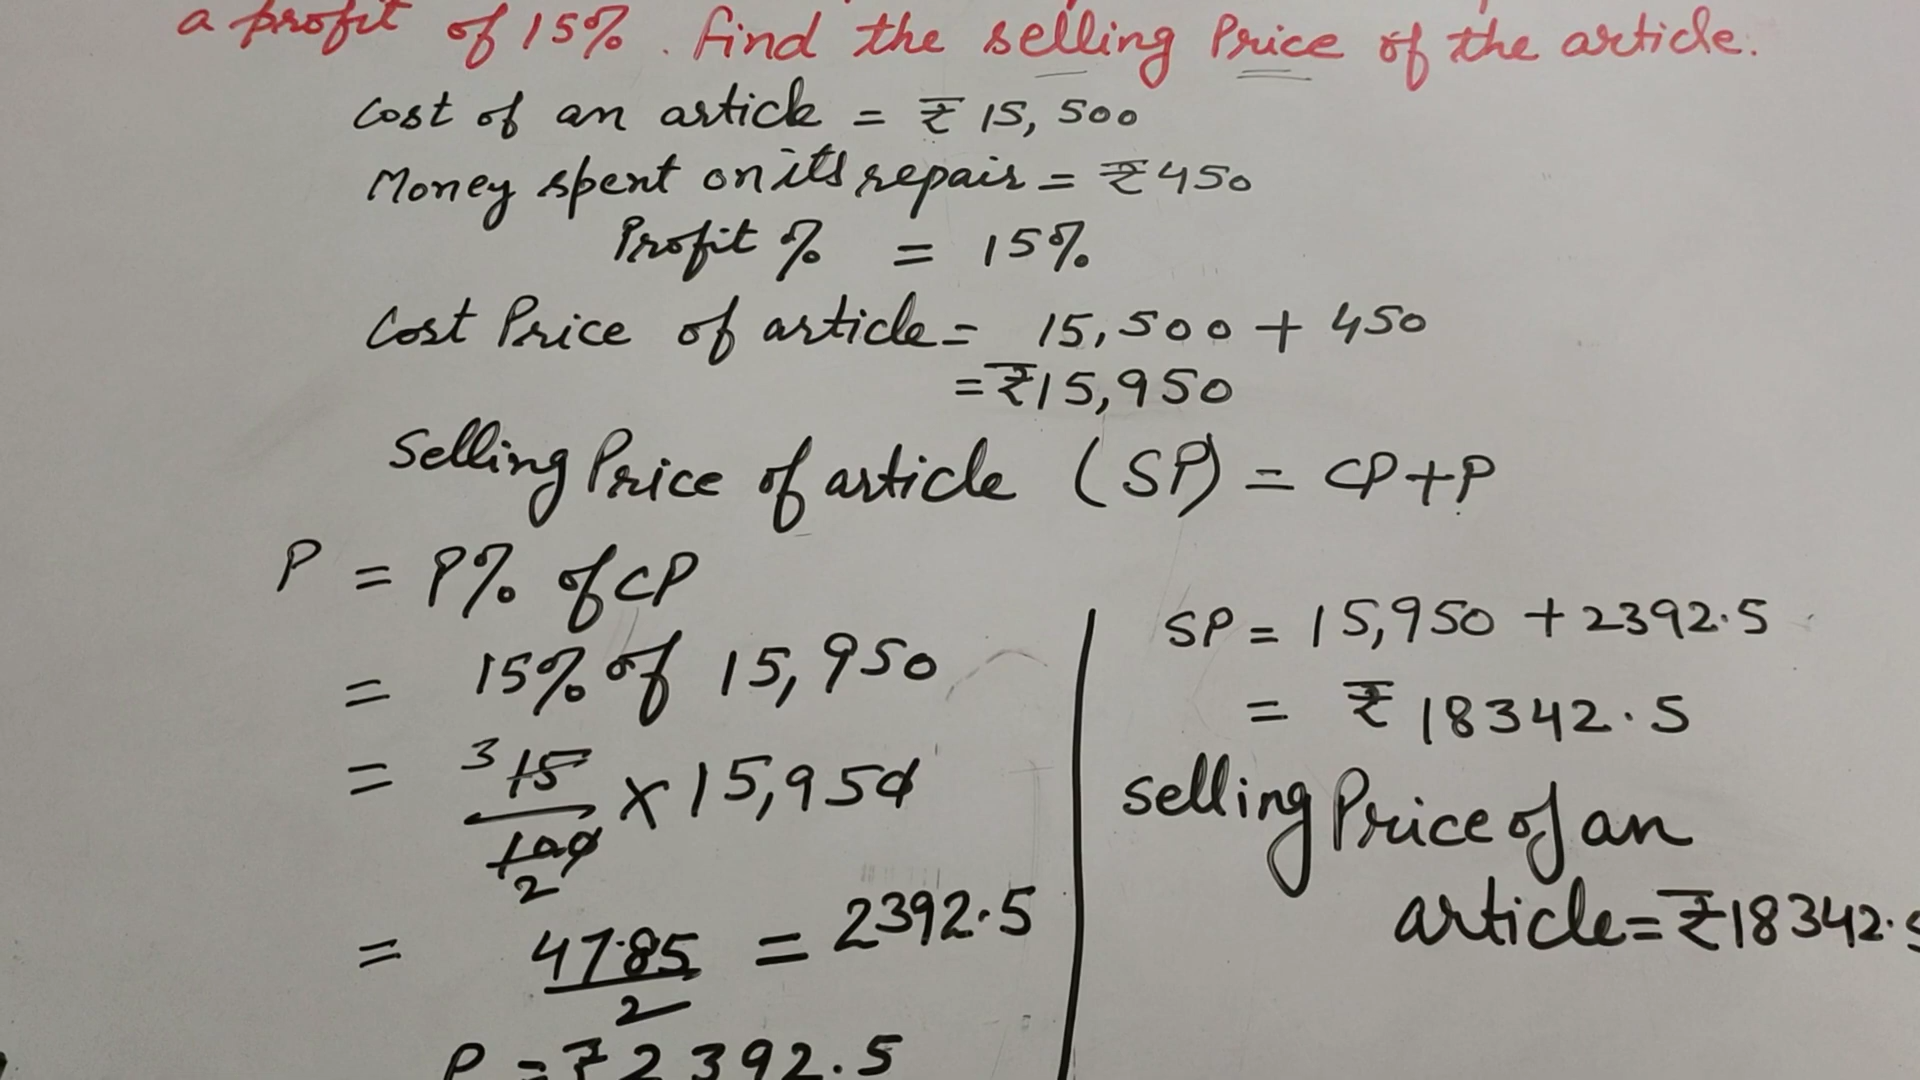 a profit of 15%. find the selling Price of the article.
Cost of an article = ₹ 15,500
Money spent on its repair = ₹450
Profit % = 15%
Cost Price of article = 15,500 + 450
= ₹15,950
Selling Price of article (SP) = CP+P
P = P% of CP
= 15% of 15,950
= 3 15
100 × 15,950
2
= 4785 = 2392.5
2
P = ₹2392.5
SP = 15,950 + 2392.5
= ₹ 18342.5
Selling Price of an
article = ₹18342.5